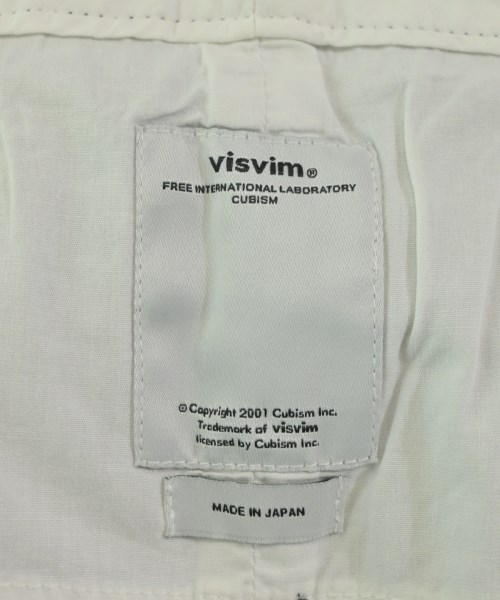 visvim®
FREE INTERNATIONAL LABORATORY
CUBISM
© Copyright 2001 Cubism Inc.
Trademark of visvim
licensed by Cubism Inc.
MADE IN JAPAN